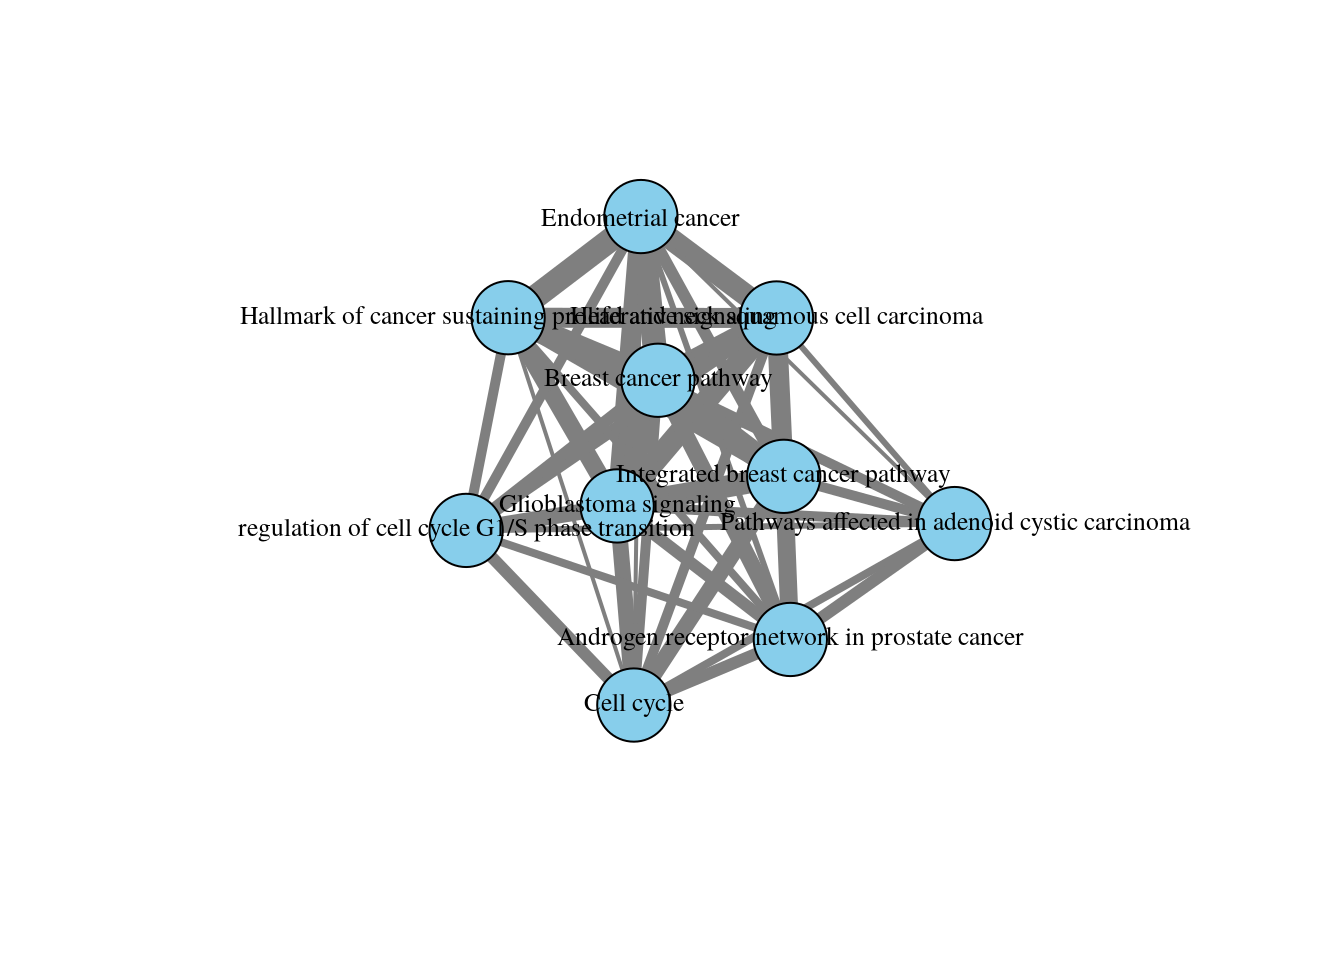 Endometrial cancer
Hallmark of cancer sustaining proliferative signaling
Head and neck squamous cell carcinoma
Breast cancer pathway
Integrated breast cancer pathway
Glioblastoma signaling
Pathways affected in adenoid cystic carcinoma
regulation of cell cycle G1/S phase transition
Androgen receptor network in prostate cancer
Cell cycle